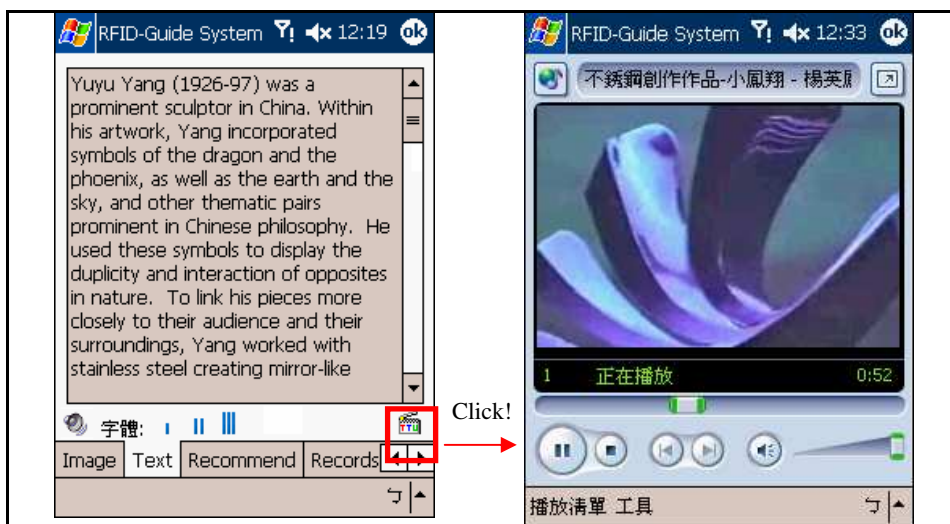 RFID-Guide System 12:19 ok
Yuyu Yang (1926-97) was a
prominent sculptor in China. Within
his artwork, Yang incorporated
symbols of the dragon and the
phoenix, as well as the earth and the
sky, and other thematic pairs
prominent in Chinese philosophy. He
used these symbols to display the
duplicity and interaction of opposites
in nature. To link his pieces more
closely to their audience and their
surroundings, Yang worked with
stainless steel creating mirror-like
字體:
TTU
Image Text Recommend Records
ㄅ
Click!
RFID-Guide System 12:33 ok
不銹鋼創作作品-小鳳翔 - 楊英
1 正在播放 0:52
播放清單 工具
ㄅ